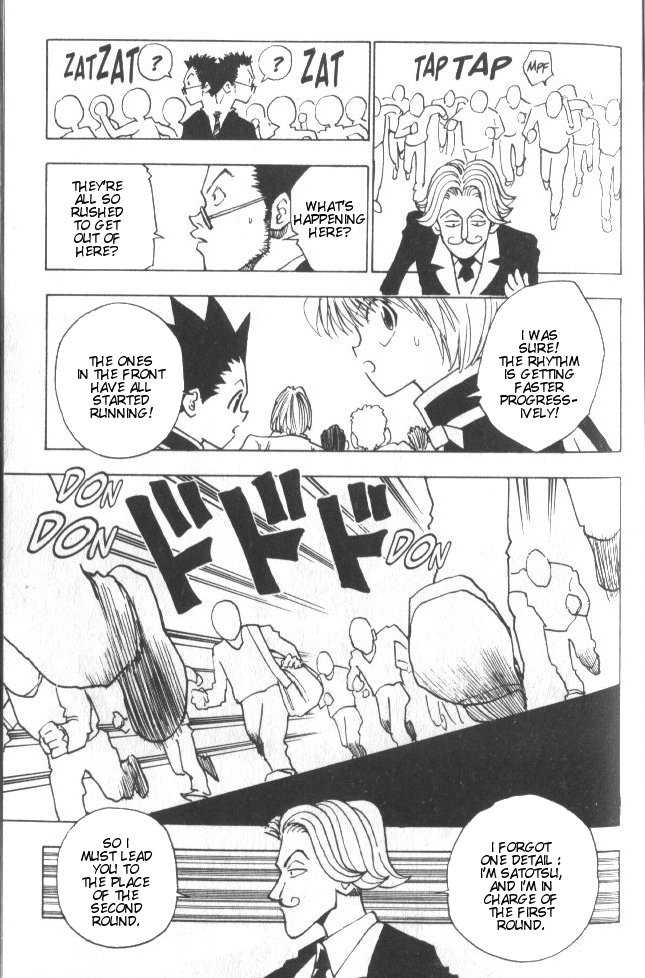 TAP TAP
MPF
ZAT
?
?
ZAT ZAT
WHAT'S
HAPPENING
HERE?
THEY'RE
ALL SO
RUSHED
TO GET
OUT OF
HERE?
I WAS
SURE!
THE RHYTHM
IS GETTING
FASTER
PROGRESS-
IVELY!
THE ONES
IN THE FRONT
HAVE ALL
STARTED
RUNNING!
DON
ドドド
DON
DON
I FORGOT
ONE DETAIL :
I'M SATOTSU,
AND I'M IN
CHARGE OF
THE FIRST
ROUND.
SO I
MUST LEAD
YOU TO
THE PLACE
OF THE
SECOND
ROUND.